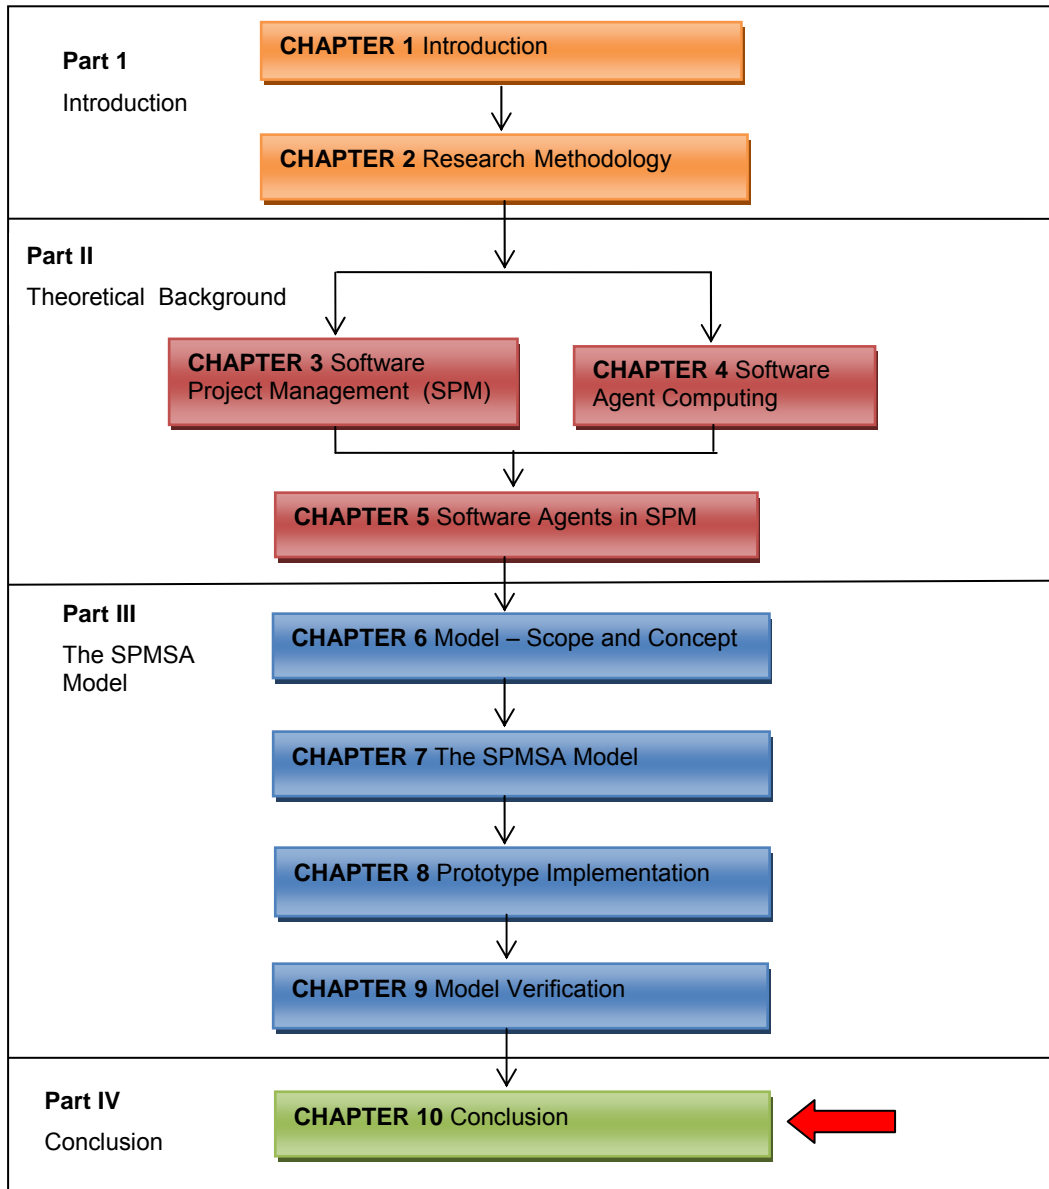 Part 1
Introduction
CHAPTER 1 Introduction
CHAPTER 2 Research Methodology
Part II
Theoretical Background
CHAPTER 3 Software
Project Management (SPM)
CHAPTER 4 Software
Agent Computing
CHAPTER 5 Software Agents in SPM
Part III
The SPMSA
Model
CHAPTER 6 Model – Scope and Concept
CHAPTER 7 The SPMSA Model
CHAPTER 8 Prototype Implementation
CHAPTER 9 Model Verification
Part IV
Conclusion
CHAPTER 10 Conclusion